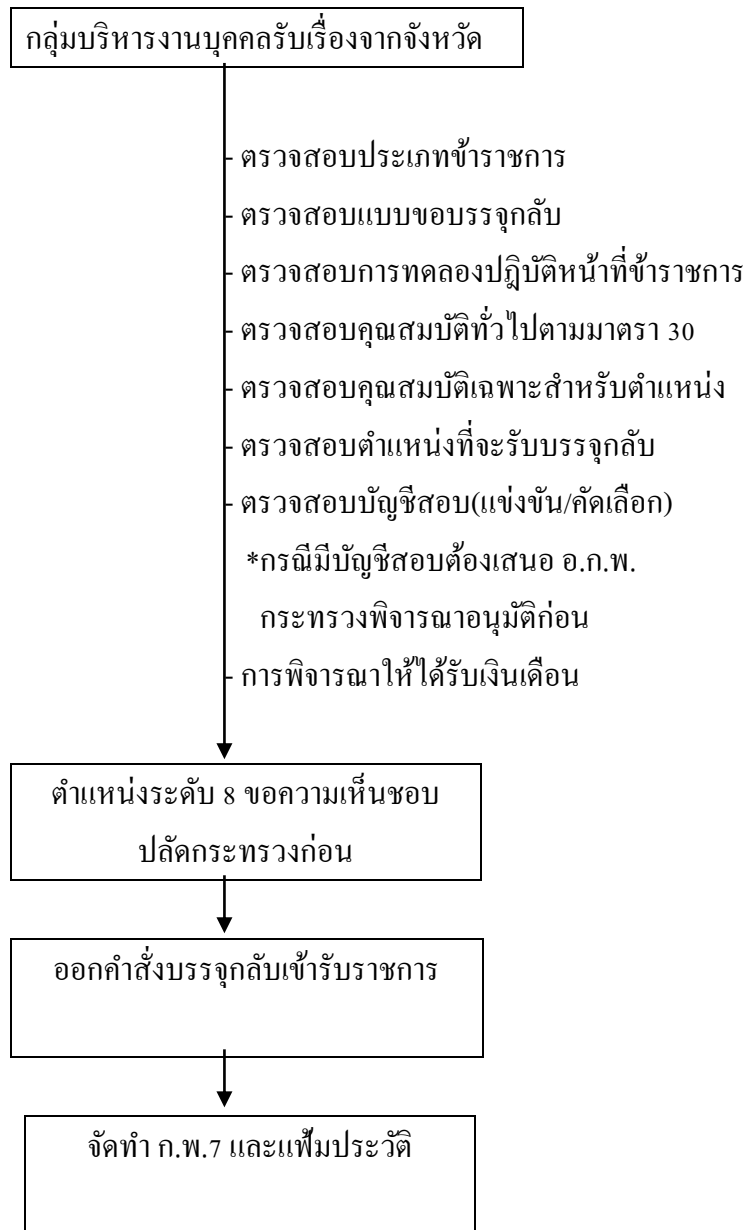 กลุ่มบริหารงานบุคคลรับเรื่องจากจังหวัด
- ตรวจสอบประเภทข้าราชการ
- ตรวจสอบแบบขอบรรจุกลับ
- ตรวจสอบการทดลองปฎิบัติหน้าที่ข้าราชการ
- ตรวจสอบคุณสมบัติทั่วไปตามมาตรา 30
- ตรวจสอบคุณสมบัติเฉพาะสำหรับตำแหน่ง
- ตรวจสอบตำแหน่งที่จะรับบรรจุกลับ
- ตรวจสอบบัญชีสอบ(แข่งขัน/คัดเลือก)
*กรณีมีบัญชีสอบต้องเสนอ อ.ก.พ.
กระทรวงพิจารณาอนุมัติก่อน
- การพิจารณาให้ได้รับเงินเดือน
ตำแหน่งระดับ 8 ขอความเห็นชอบ
ปลัดกระทรวงก่อน
ออกคำสั่งบรรจุกลับเข้ารับราชการ
จัดทำ ก.พ.7 และแฟ้มประวัติ